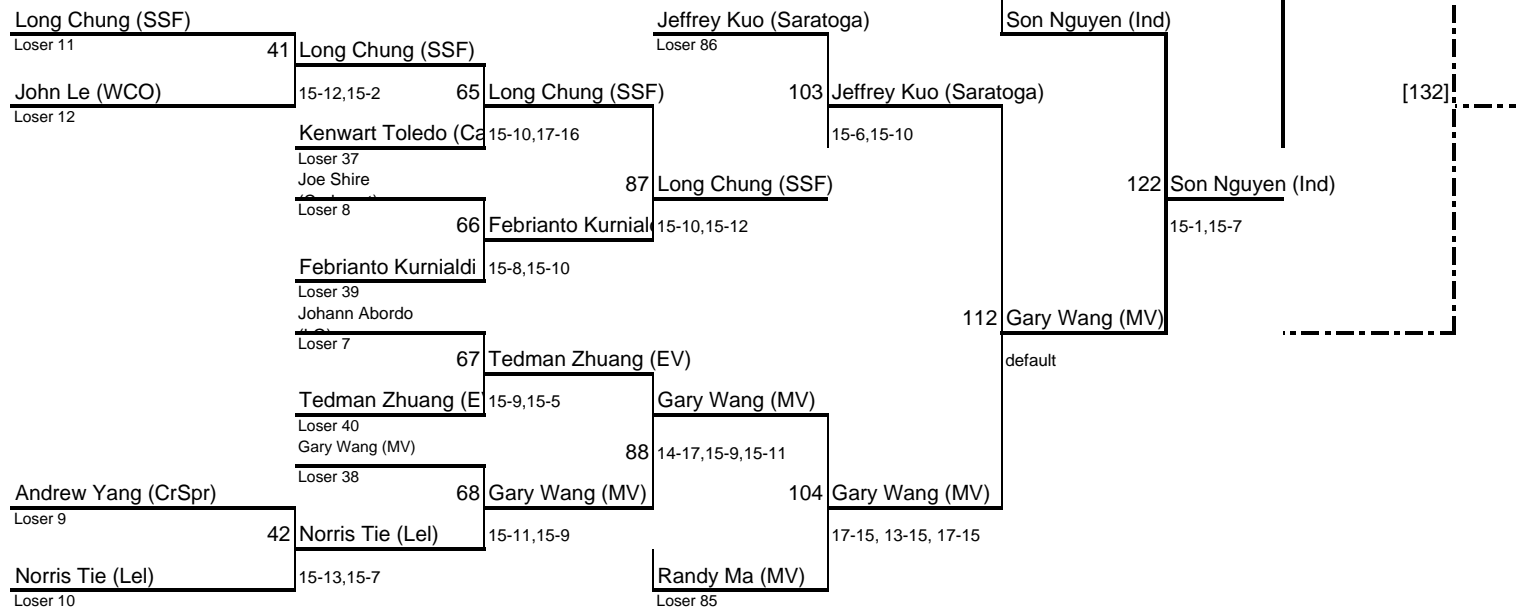 Long Chung (SSF)
Loser 11
41
Long Chung (SSF)
John Le (WCO)
Loser 12
15-12,15-2
65
Long Chung (SSF)
Kenwart Toledo (Ca
15-10,17-16
Loser 37
Joe Shire
Loser 8
87
Long Chung (SSF)
66
Febrianto Kurniald
15-10,15-12
Febrianto Kurnialdi
15-8,15-10
Loser 39
Johann Abordo
Loser 7
67
Tedman Zhuang (EV)
Tedman Zhuang (E
15-9,15-5
Loser 40
Gary Wang (MV)
88
14-17,15-9,15-11
Gary Wang (MV)
Loser 38
68
Gary Wang (MV)
Andrew Yang (CrSpr)
Loser 9
42
Norris Tie (Lel)
15-11,15-9
Norris Tie (Lel)
Loser 10
15-13,15-7
Jeffrey Kuo (Saratoga)
Loser 86
103
Jeffrey Kuo (Saratoga)
15-6,15-10
104
Gary Wang (MV)
17-15, 13-15, 17-15
Randy Ma (MV)
Loser 85
Son Nguyen (Ind)
112
Gary Wang (MV)
default
122
Son Nguyen (Ind)
15-1,15-7
[132]